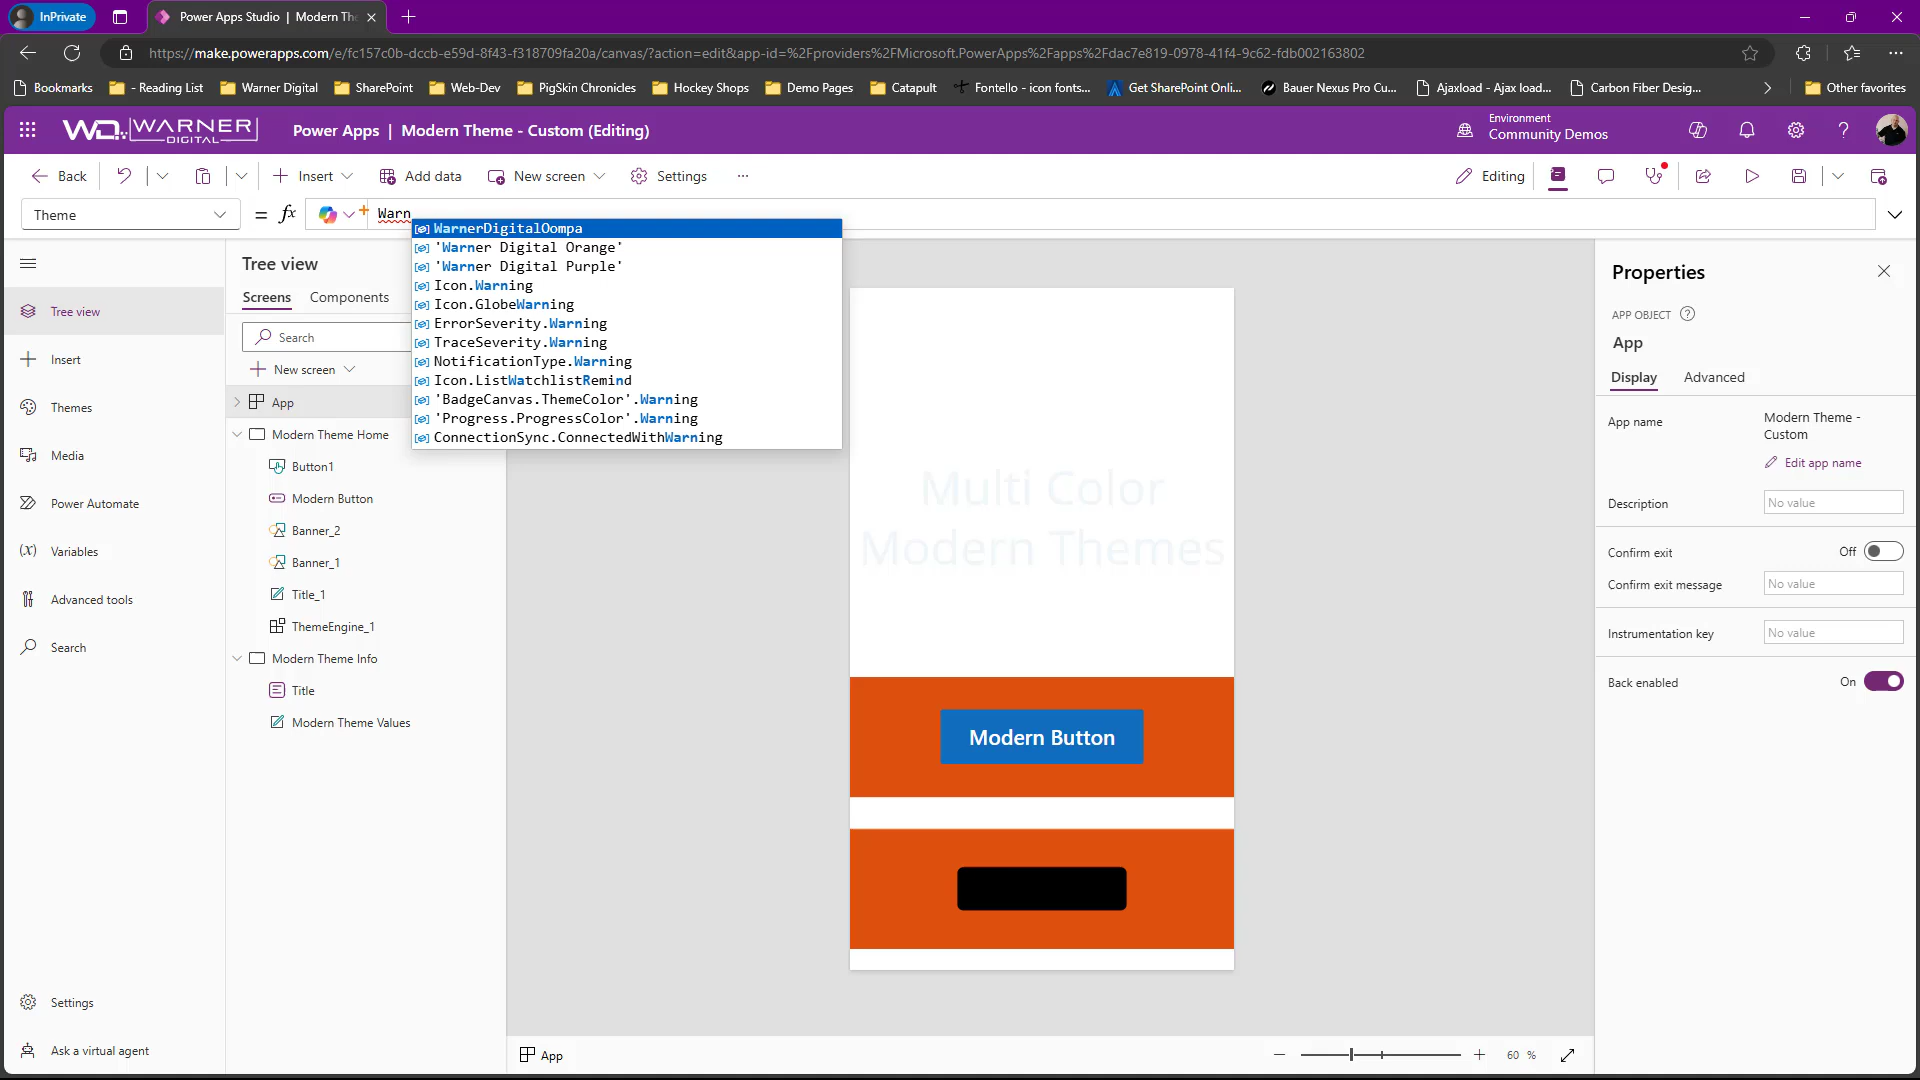 InPrivate
Power Apps Studio | Modern The
https://make.powerapps.com/e/fc157c0b-dccb-e59d-8f43-f318709fa20a/canvas/?action=edit&app-id=%2Fproviders%2FMicrosoft.PowerApps%2Fapps%2Fdac7e819-0978-41f4-9c62-fdb002163802
Bookmarks - Reading List Warner Digital SharePoint Web-Dev PigSkin Chronicles Hockey Shops Demo Pages Catapult Fontello - icon fonts... Get SharePoint Onli... Bauer Nexus Pro Cu... Ajaxload - Ajax load... Carbon Fiber Desig... Other favorites
WD. WARNER DIGITAL Power Apps | Modern Theme - Custom (Editing)
Environment
Community Demos
Back Insert Add data New screen Settings ... Editing
Theme = fx Warn
WarnerDigitalOompa
'Warner Digital Orange'
'Warner Digital Purple'
Icon.Warning
Icon.GlobeWarning
ErrorSeverity.Warning
TraceSeverity.Warning
NotificationType.Warning
Icon.ListWatchlistRemind
'BadgeCanvas.ThemeColor'.Warning
'Progress.ProgressColor'.Warning
ConnectionSync.ConnectedWithWarning
Tree view
Insert
Themes
Media
Power Automate
(x) Variables
Advanced tools
Search
Settings
Ask a virtual agent
Tree view
Screens Components
Search
New screen
App
Modern Theme Home
Button1
Modern Button
Banner_2
Banner_1
Title_1
ThemeEngine_1
Modern Theme Info
Title
Modern Theme Values
Multi Color
Modern Themes
Modern Button
App
60 %
Properties
APP OBJECT ?
App
Display Advanced
App name Modern Theme -
Custom
Edit app name
Description No value
Confirm exit Off
Confirm exit message No value
Instrumentation key No value
Back enabled On